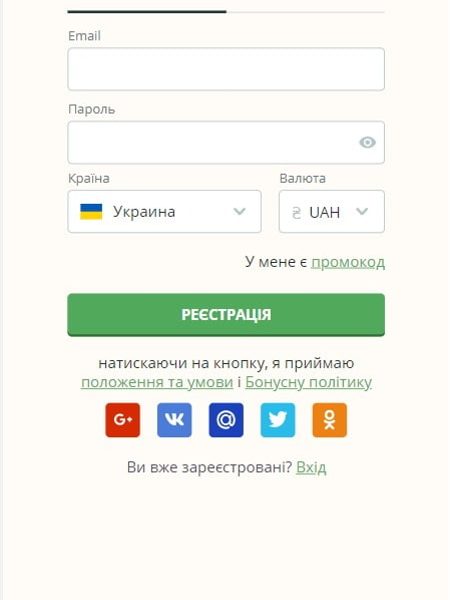 Email
Пароль
Країна Валюта
Украина ₴ UAH
У мене є промокод
РЕЄСТРАЦІЯ
натискаючи на кнопку, я приймаю
положення та умови і Бонусну політику
G+ @
Ви вже зареєстровані? Вхід